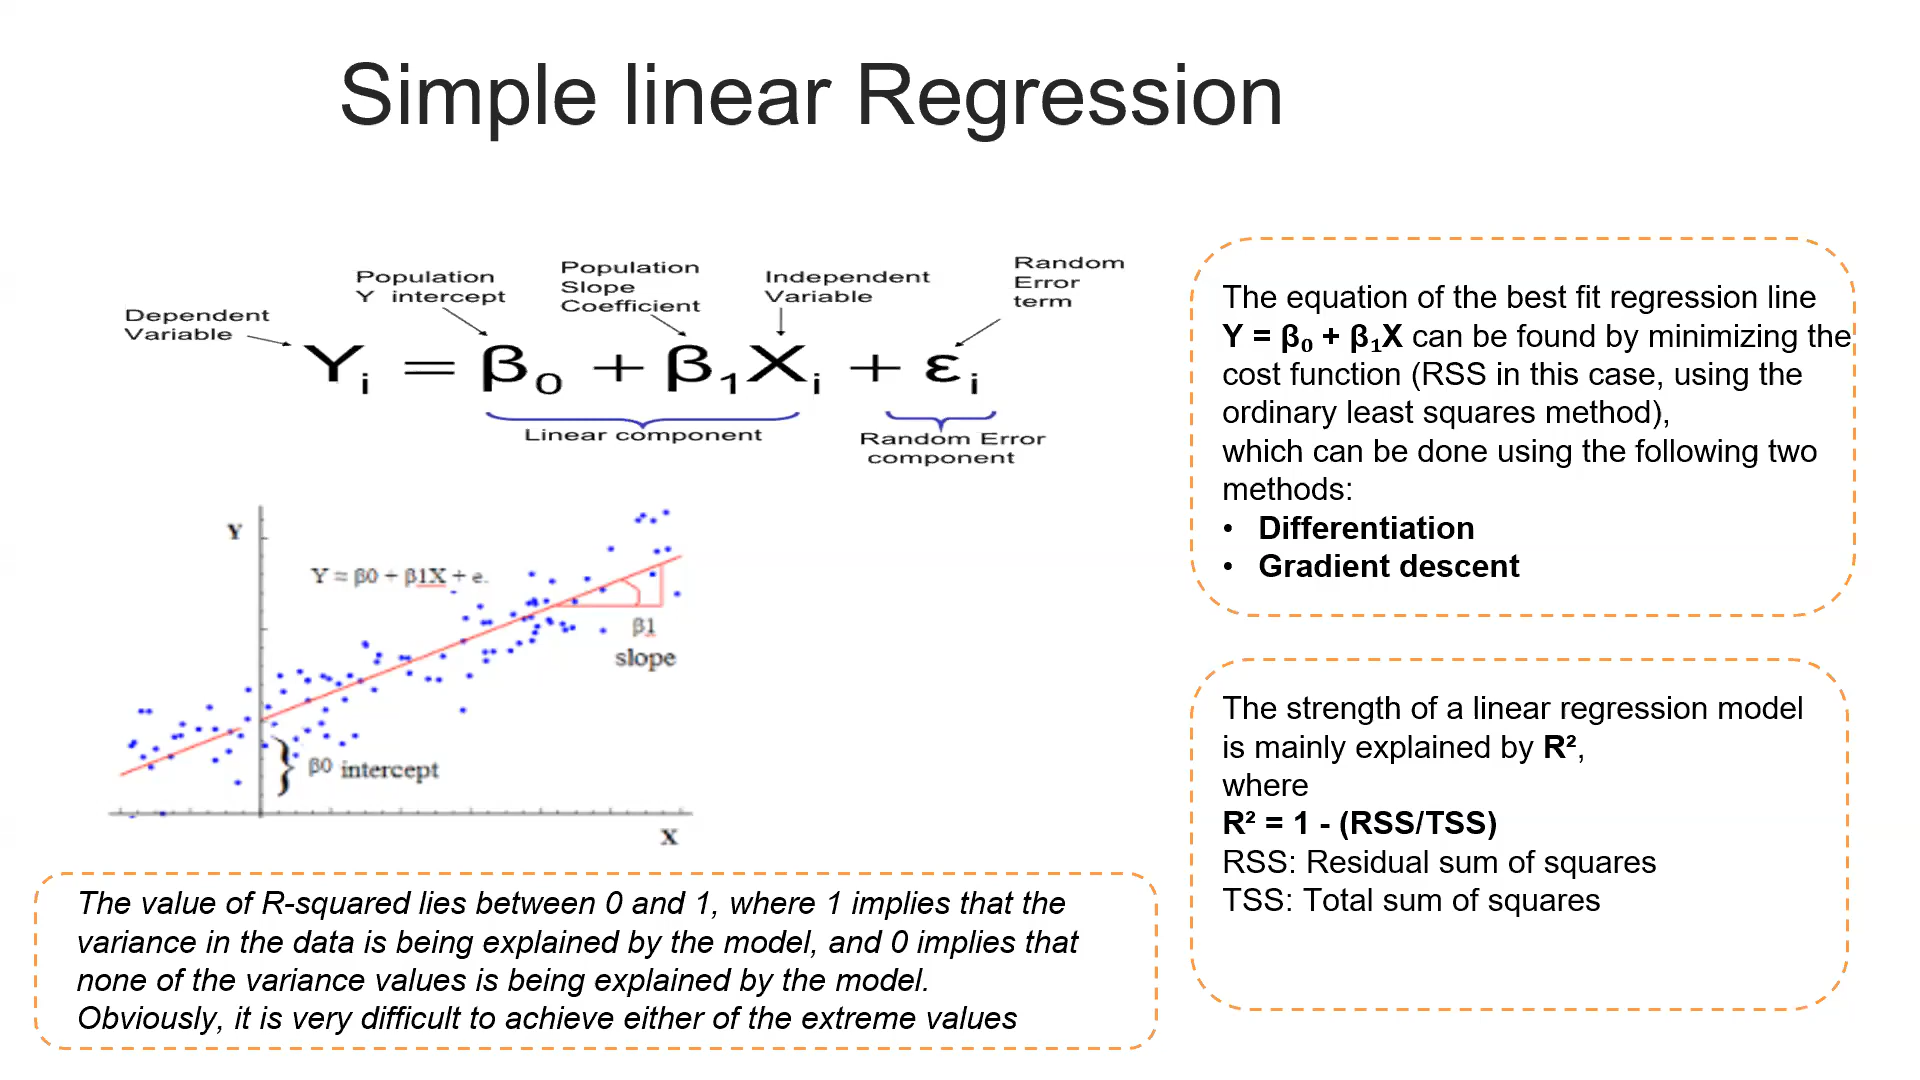 Simple linear Regression
Dependent
Variable
Population
Y intercept
Population
Slope
Coefficient
Independent
Variable
Random
Error
term
Yᵢ = β₀ + β₁Xᵢ + εᵢ
Linear component
Random Error
component
Y
Y = β0 + β1X + e.
β1
slope
β0 intercept
X
The equation of the best fit regression line
Y = β₀ + β₁X can be found by minimizing the
cost function (RSS in this case, using the
ordinary least squares method),
which can be done using the following two
methods:
• Differentiation
• Gradient descent
The strength of a linear regression model
is mainly explained by R²,
where
R² = 1 - (RSS/TSS)
RSS: Residual sum of squares
TSS: Total sum of squares
The value of R-squared lies between 0 and 1, where 1 implies that the
variance in the data is being explained by the model, and 0 implies that
none of the variance values is being explained by the model.
Obviously, it is very difficult to achieve either of the extreme values